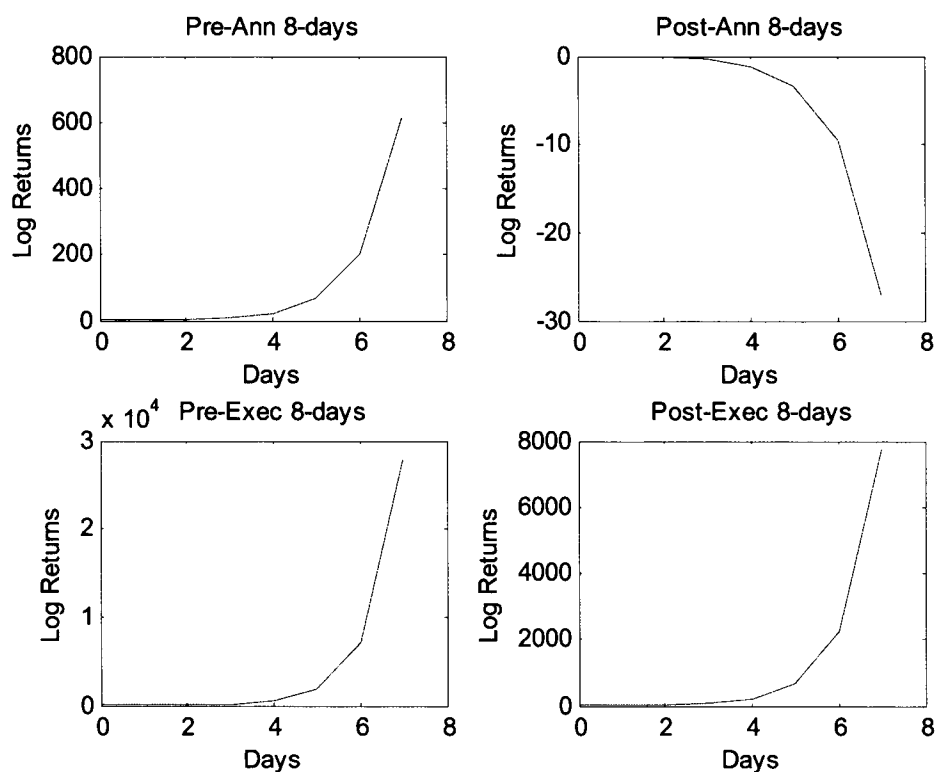 Pre-Ann 8-days
800
600
400
200
0
Log Returns
0 2 4 6 8
Days
Post-Ann 8-days
0
-10
-20
-30
Log Returns
0 2 4 6 8
Days
x 10^4 Pre-Exec 8-days
3
2
1
0
Log Returns
0 2 4 6 8
Days
Post-Exec 8-days
8000
6000
4000
2000
0
Log Returns
0 2 4 6 8
Days